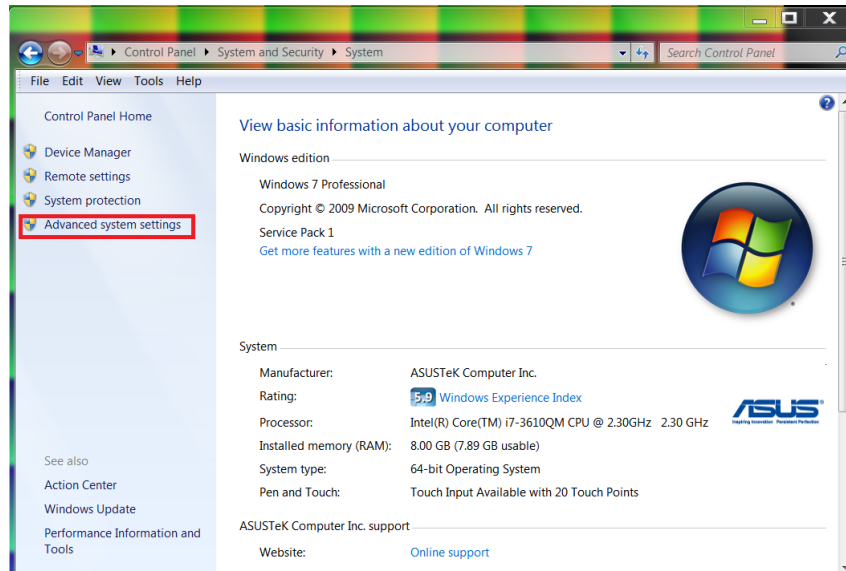 Control Panel ▸ System and Security ▸ System
Search Control Panel
File Edit View Tools Help
Control Panel Home
Device Manager
Remote settings
System protection
Advanced system settings
See also
Action Center
Windows Update
Performance Information and
Tools
View basic information about your computer
Windows edition
Windows 7 Professional
Copyright © 2009 Microsoft Corporation. All rights reserved.
Service Pack 1
Get more features with a new edition of Windows 7
System
Manufacturer: ASUSTeK Computer Inc.
Rating: 5.9 Windows Experience Index
Processor: Intel(R) Core(TM) i7-3610QM CPU @ 2.30GHz 2.30 GHz
Installed memory (RAM): 8.00 GB (7.89 GB usable)
System type: 64-bit Operating System
Pen and Touch: Touch Input Available with 20 Touch Points
ASUS
Inspiring Innovation Persistent Perfection
ASUSTeK Computer Inc. support
Website: Online support